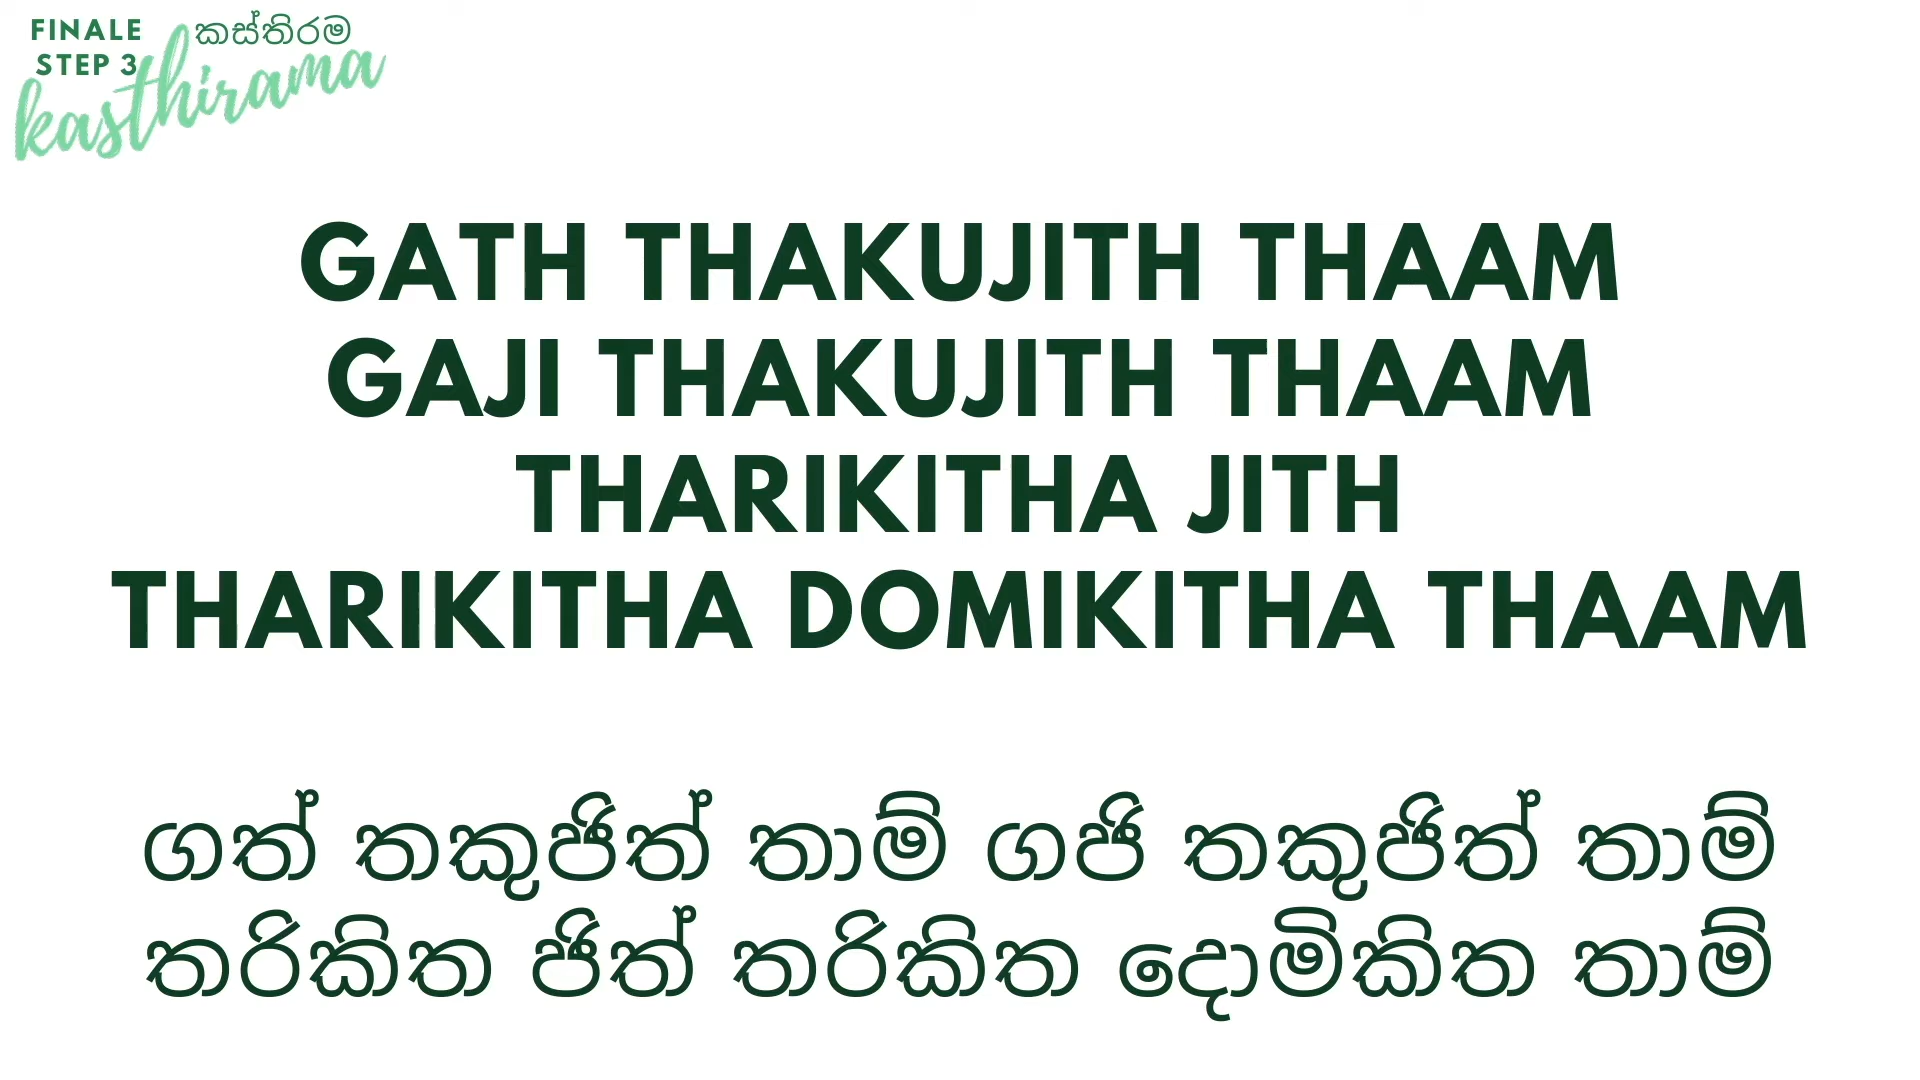 FINALE
STEP 3
කස්තිරම
kasthirama
GATH THAKUJITH THAAM
GAJI THAKUJITH THAAM
THARIKITHA JITH
THARIKITHA DOMIKITHA THAAM
ගත් තකුජිත් තාම් ගජි තකුජිත් තාම්
තරිකිත ජිත් තරිකිත දොමිකිත තාම්